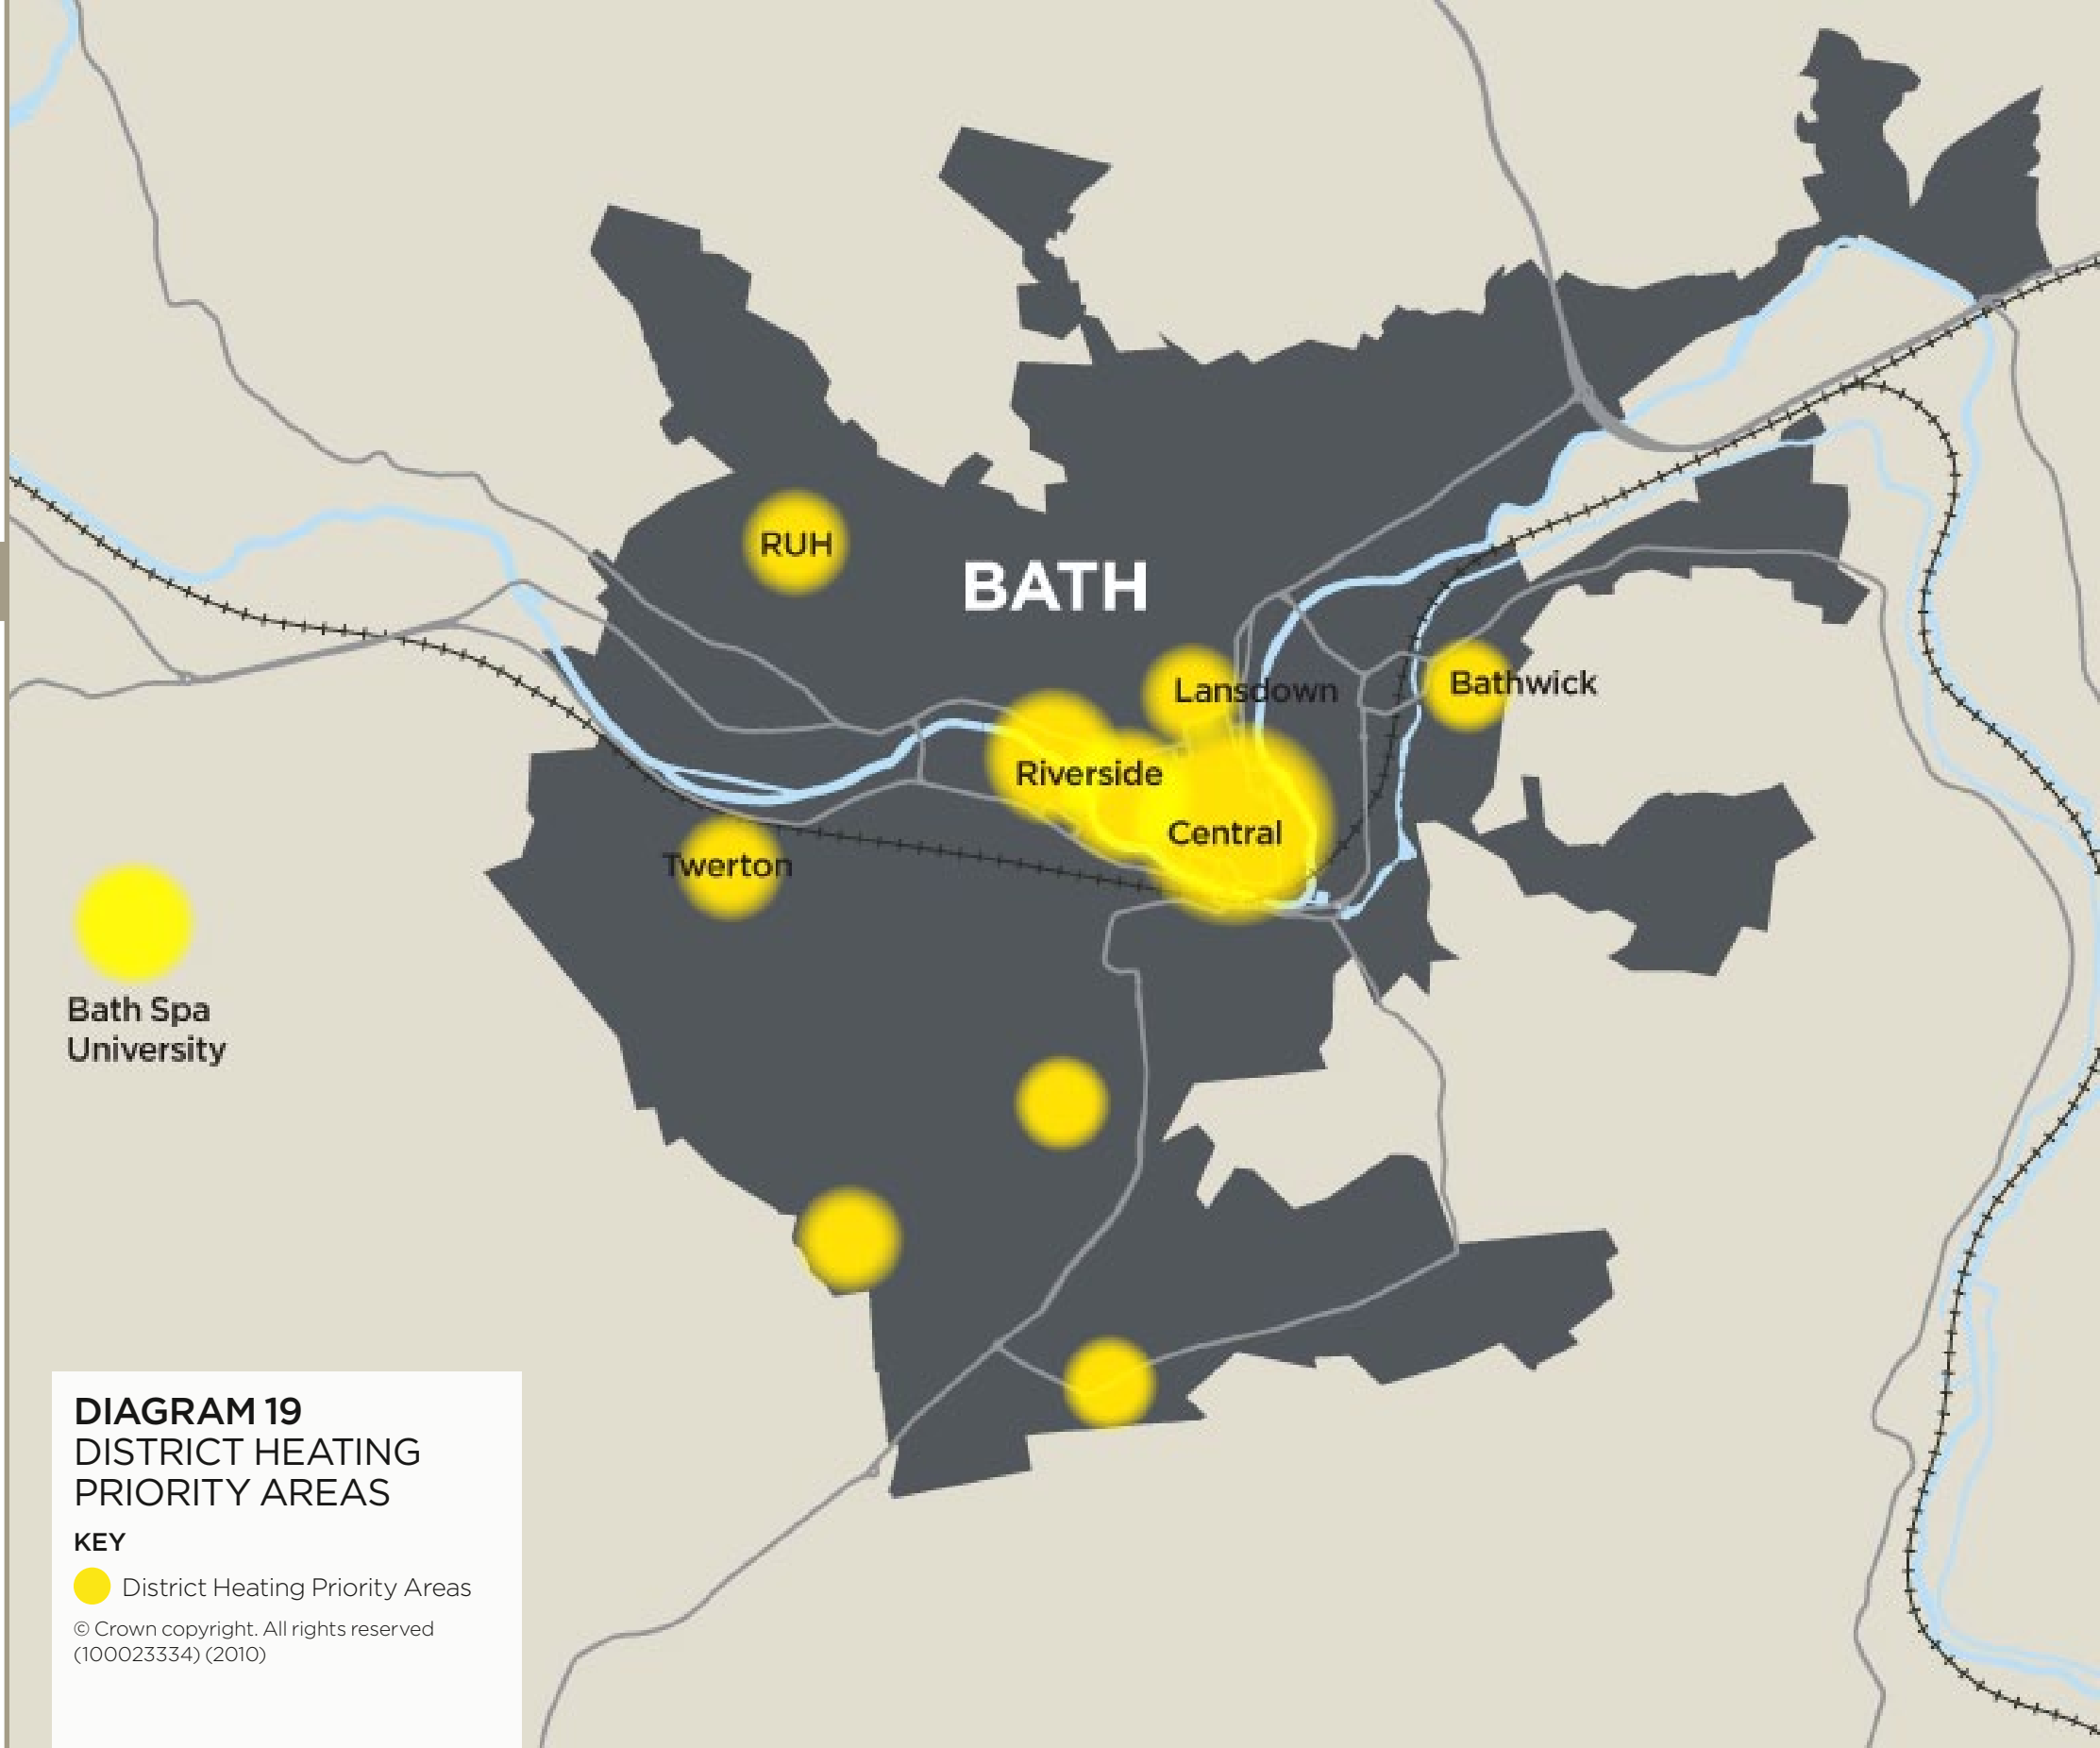 RUH
BATH
Lansdown
Bathwick
Riverside
Central
Twerton
Bath Spa
University
DIAGRAM 19
DISTRICT HEATING
PRIORITY AREAS
KEY
District Heating Priority Areas
© Crown copyright. All rights reserved
(100023334) (2010)